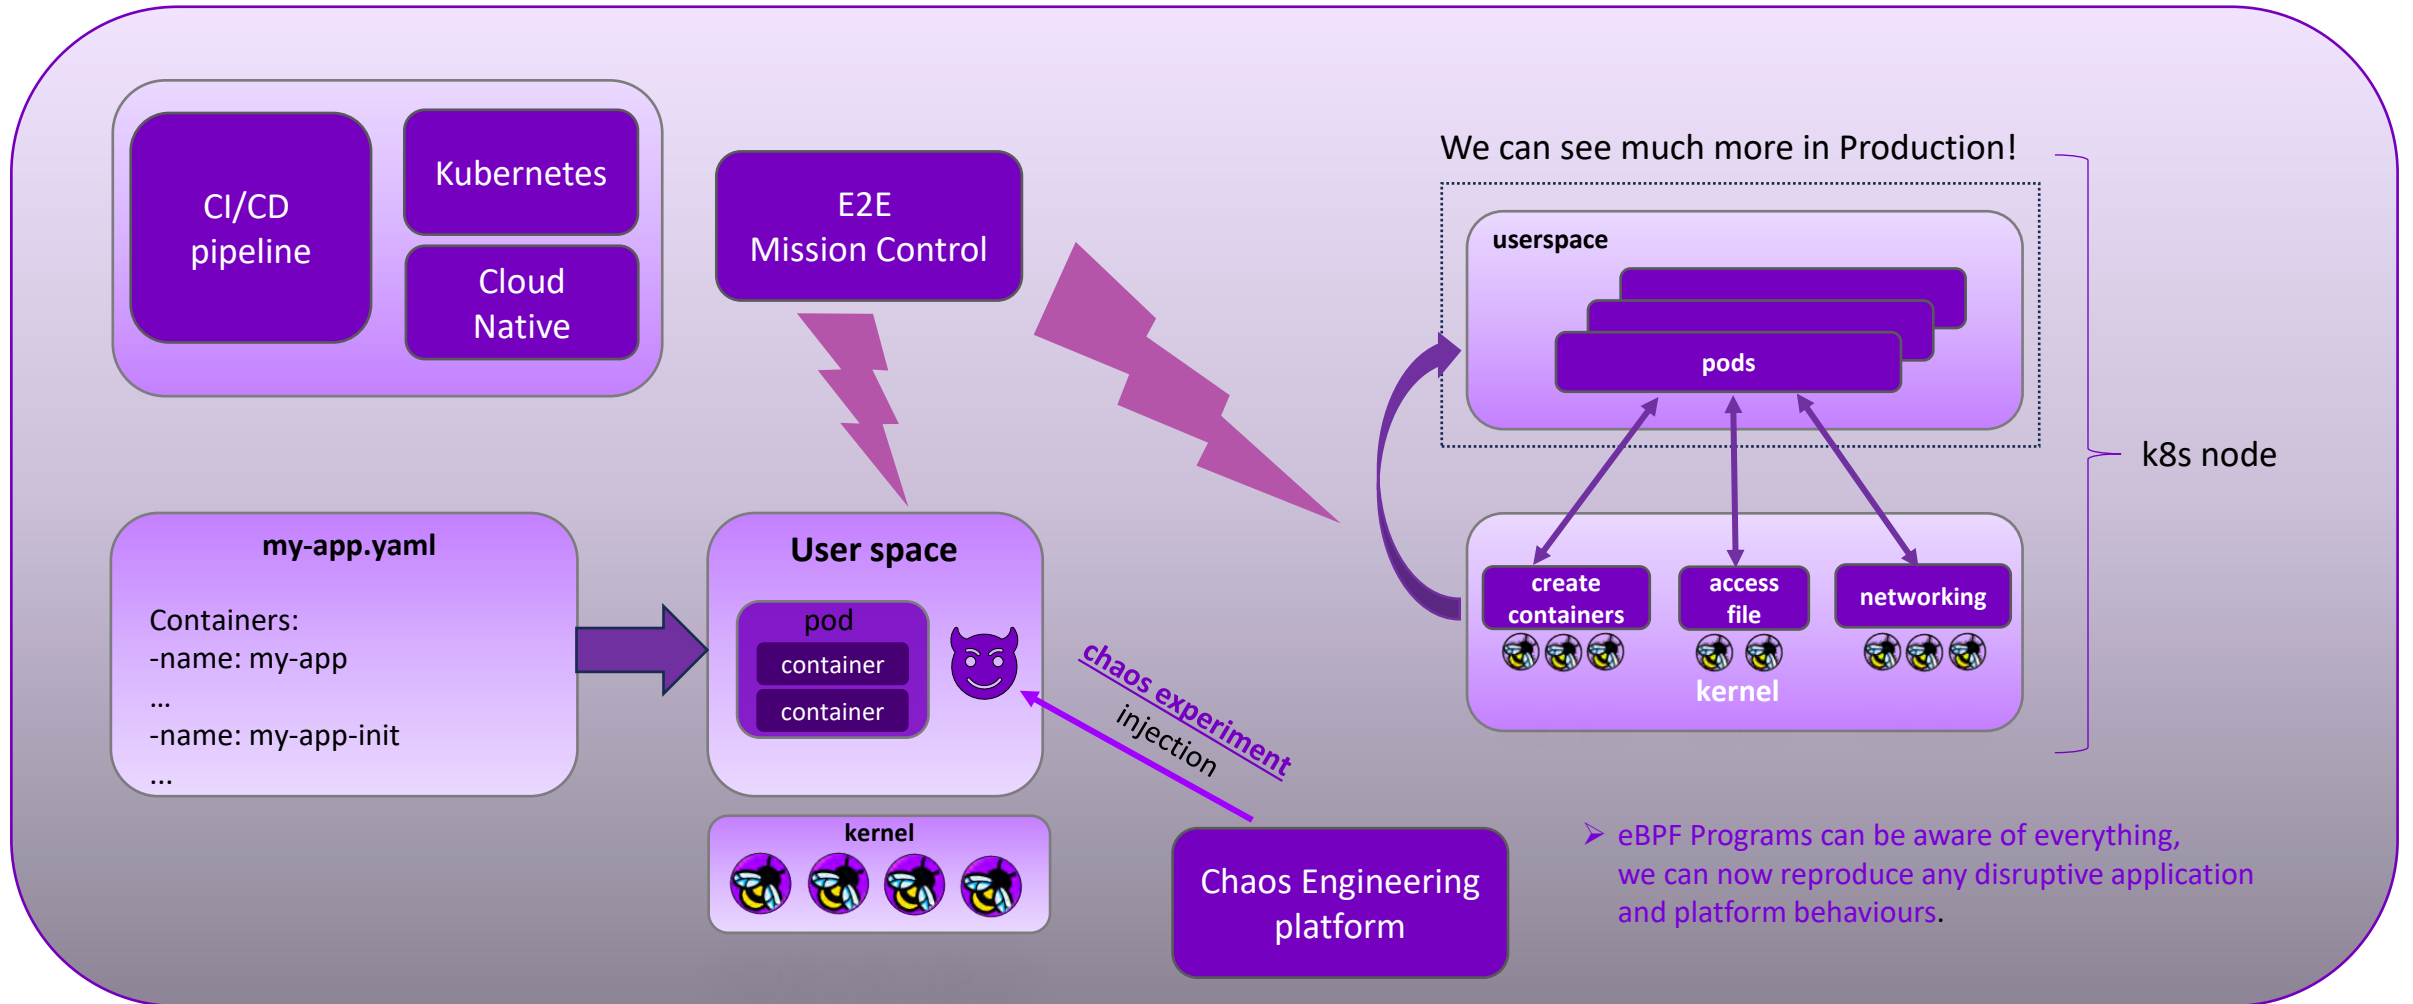 CI/CD
pipeline
Kubernetes
Cloud
Native
E2E
Mission Control
We can see much more in Production!
userspace
pods
k8s node
my-app.yaml
Containers:
-name: my-app
...
-name: my-app-init
...
User space
pod
container
container
kernel
chaos experiment
injection
Chaos Engineering
platform
create
containers
access
file
networking
kernel
➢ eBPF Programs can be aware of everything,
we can now reproduce any disruptive application
and platform behaviours.